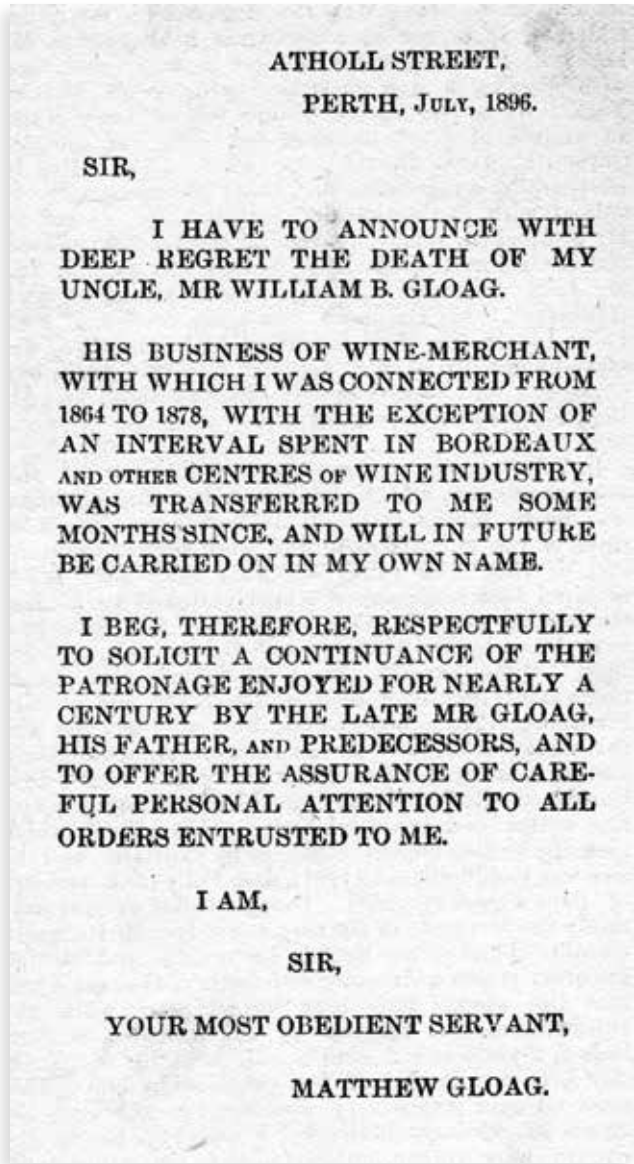 ATHOLL STREET,
PERTH, JULY, 1896.
SIR,
I HAVE TO ANNOUNCE WITH
DEEP REGRET THE DEATH OF MY
UNCLE, MR WILLIAM B. GLOAG.
HIS BUSINESS OF WINE-MERCHANT,
WITH WHICH I WAS CONNECTED FROM
1864 TO 1878, WITH THE EXCEPTION OF
AN INTERVAL SPENT IN BORDEAUX
AND OTHER CENTRES OF WINE INDUSTRY,
WAS TRANSFERRED TO ME SOME
MONTHS SINCE, AND WILL IN FUTURE
BE CARRIED ON IN MY OWN NAME.
I BEG, THEREFORE, RESPECTFULLY
TO SOLICIT A CONTINUANCE OF THE
PATRONAGE ENJOYED FOR NEARLY A
CENTURY BY THE LATE MR GLOAG,
HIS FATHER, AND PREDECESSORS, AND
TO OFFER THE ASSURANCE OF CARE-
FUL PERSONAL ATTENTION TO ALL
ORDERS ENTRUSTED TO ME.
I AM,
SIR,
YOUR MOST OBEDIENT SERVANT,
MATTHEW GLOAG.